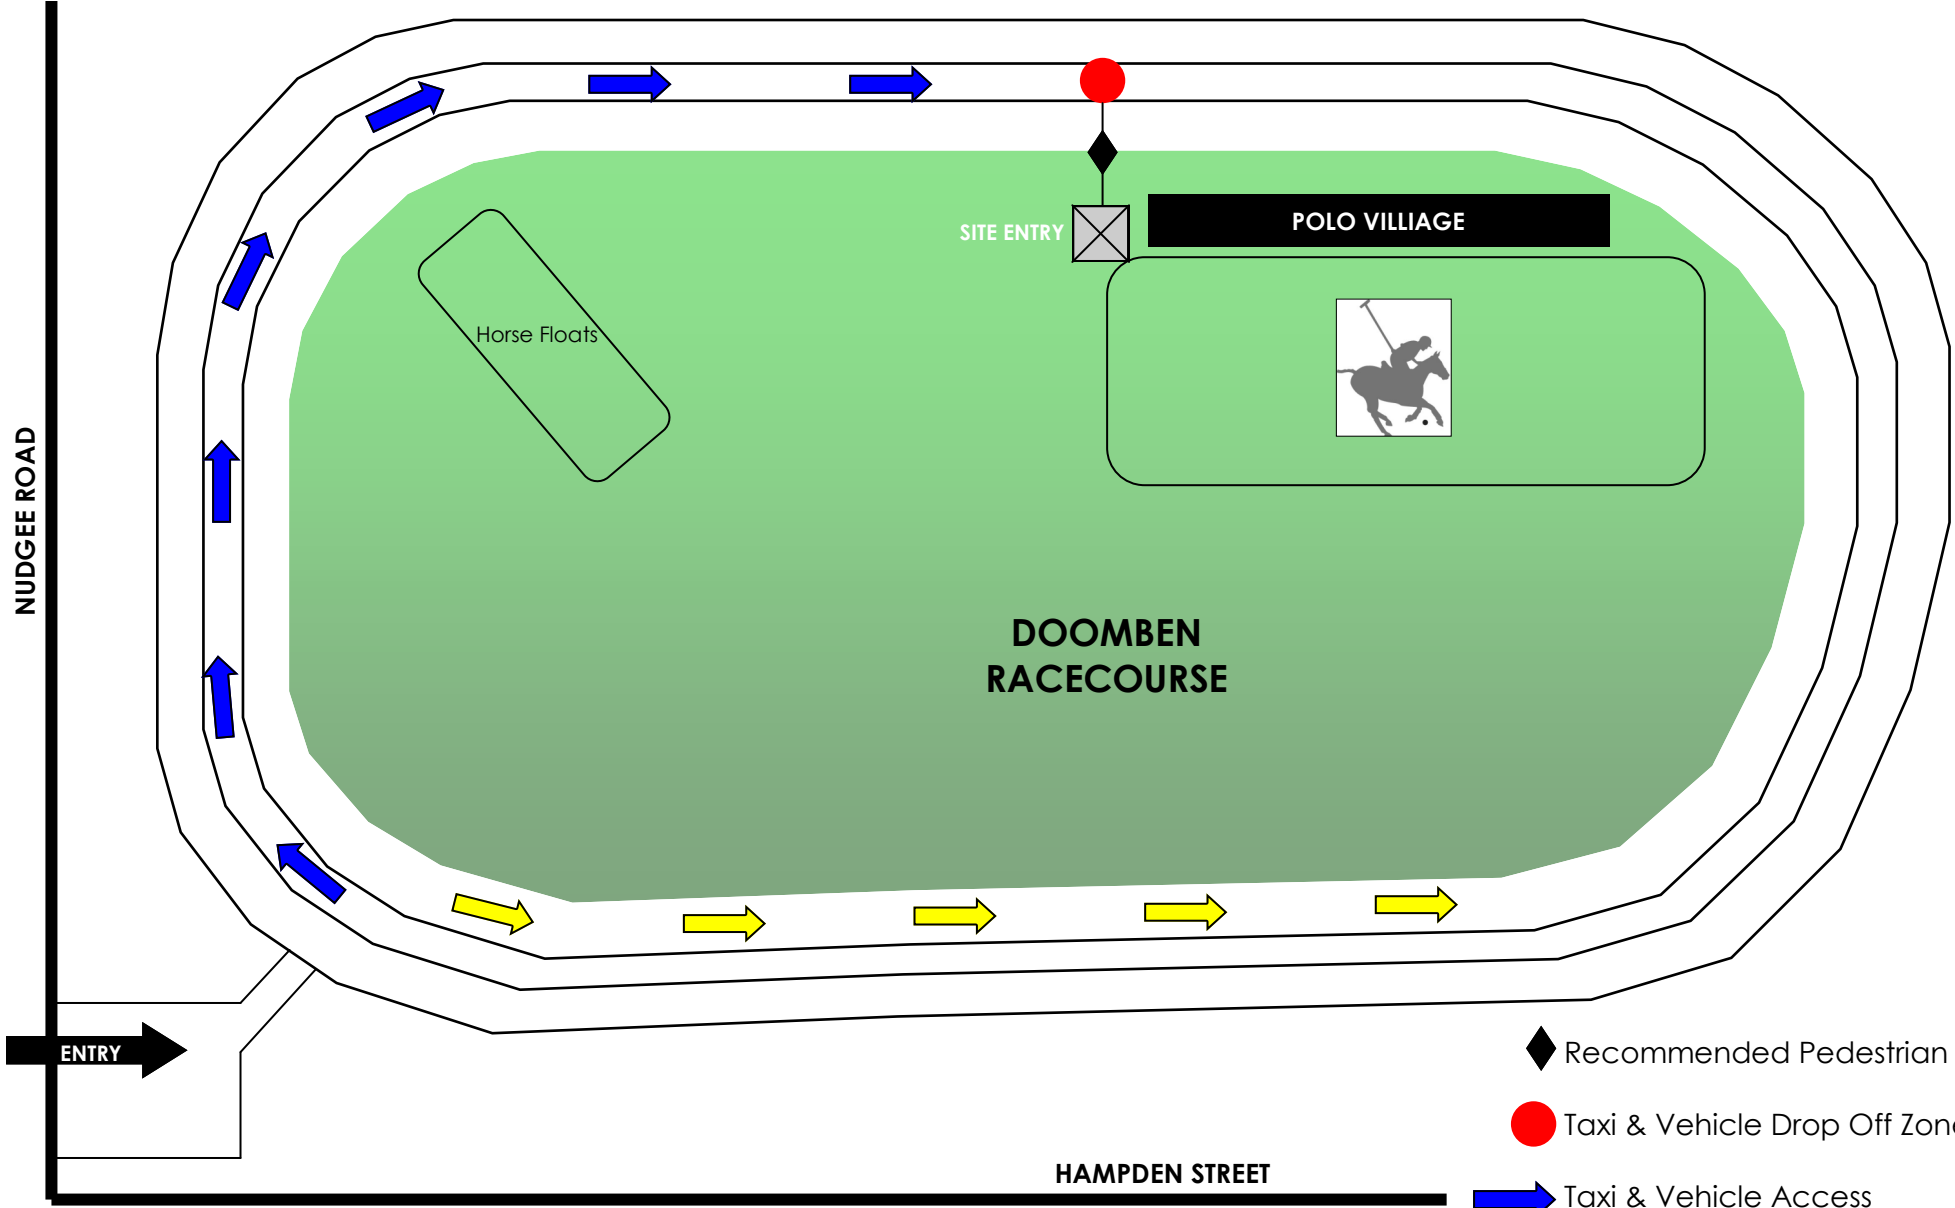 SITE ENTRY
POLO VILLIAGE
Horse Floats
NUDGEE ROAD
DOOMBEN
RACECOURSE
ENTRY
Recommended Pedestrian
Taxi & Vehicle Drop Off Zone
HAMPDEN STREET
Taxi & Vehicle Access